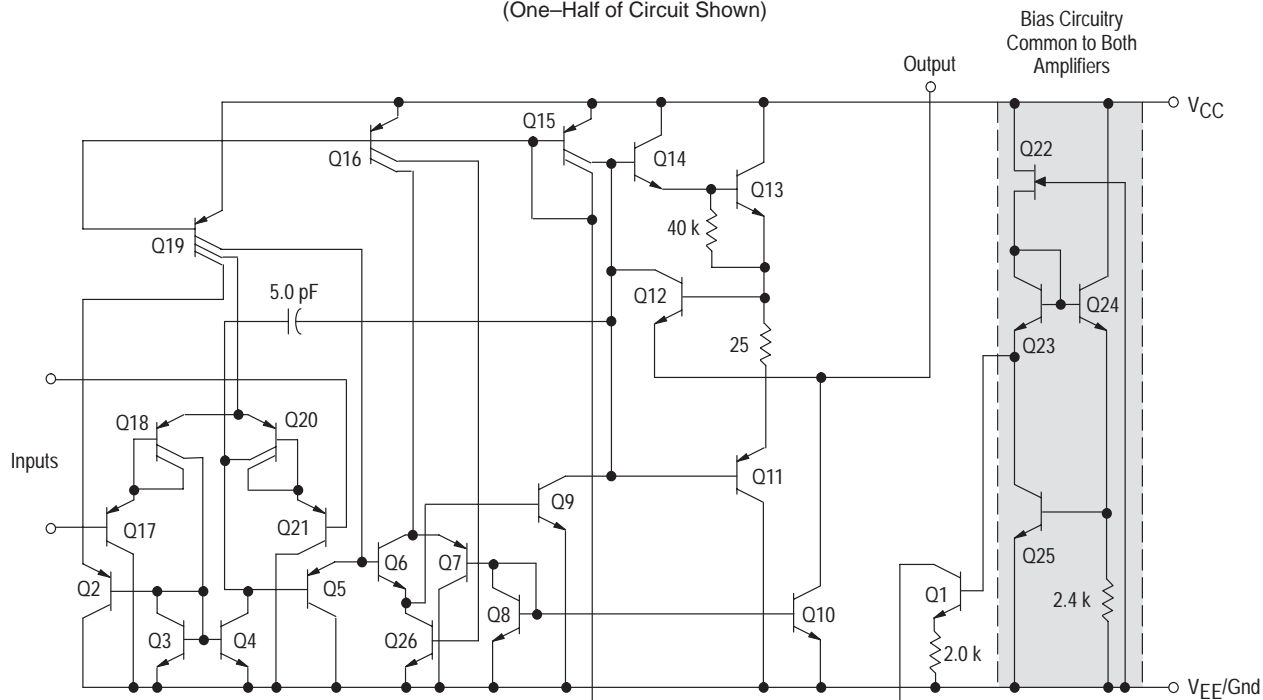 (One–Half of Circuit Shown)
Bias Circuitry
Common to Both
Amplifiers
Output
VCC
Q15
Q22
Q16
Q14
Q13
Q19
40 k
5.0 pF
Q12
Q24
25
Q23
Q18
Q20
Inputs
Q9
Q11
Q17
Q21
Q25
Q2
Q5
Q6
Q7
Q1
2.4 k
Q3
Q4
Q26
Q8
Q10
2.0 k
VEE/Gnd